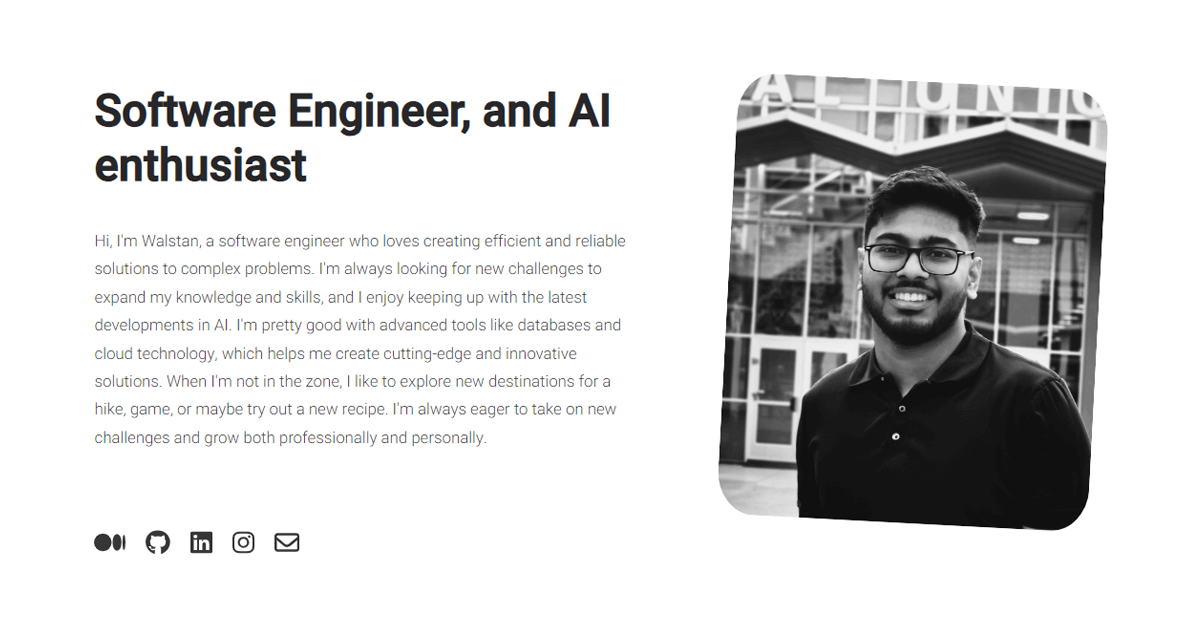 Software Engineer, and AI
enthusiast
Hi, I'm Walstan, a software engineer who loves creating efficient and reliable
solutions to complex problems. I'm always looking for new challenges to
expand my knowledge and skills, and I enjoy keeping up with the latest
developments in AI. I'm pretty good with advanced tools like databases and
cloud technology, which helps me create cutting-edge and innovative
solutions. When I'm not in the zone, I like to explore new destinations for a
hike, game, or maybe try out a new recipe. I'm always eager to take on new
challenges and grow both professionally and personally.
AL UNIO
in